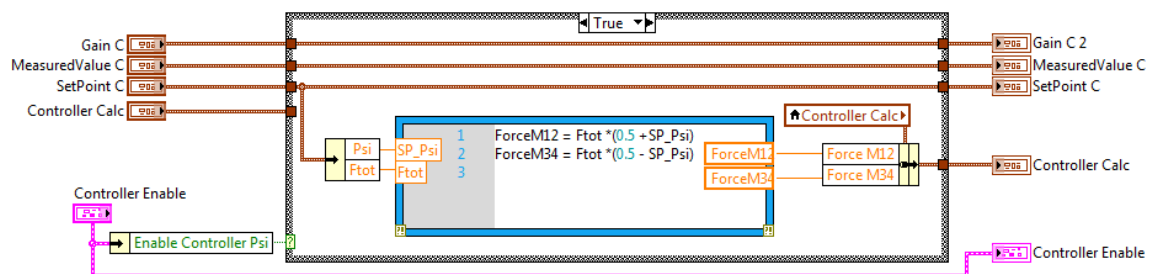 True
Gain C
Gain C 2
MeasuredValue C
MeasuredValue C
SetPoint C
SetPoint C
Controller Calc
Controller Calc
1 ForceM12 = Ftot *(0.5 +SP_Psi)
2 ForceM34 = Ftot *(0.5 - SP_Psi)
3
Psi
SP_Psi
Ftot
Ftot
ForceM12
Force M12
ForceM34
Force M34
Controller Calc
Controller Enable
Enable Controller Psi
?
Controller Enable